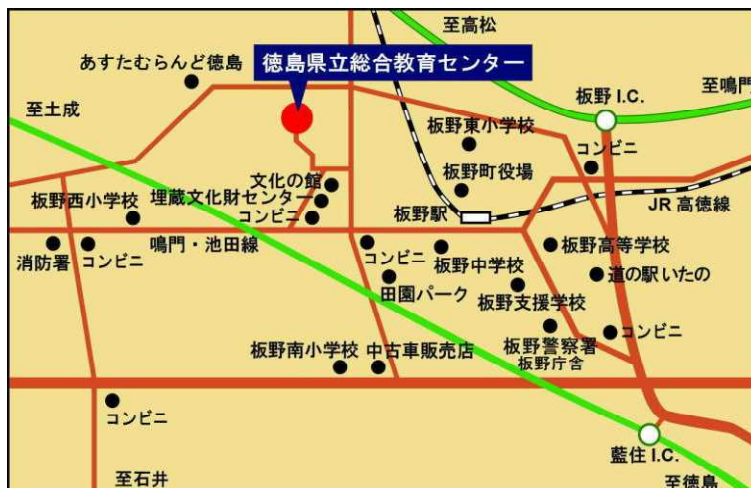 至高松
徳島県立総合教育センター
あすたむらんど徳島
至鳴門
板野 I.C.
至土成
板野東小学校
コンビニ
板野町役場
文化の館
埋蔵文化財センター
板野西小学校
コンビニ
板野駅
JR 高徳線
鳴門・池田線
消防署
コンビニ
コンビニ
板野中学校
板野高等学校
道の駅いたの
田園パーク
板野支援学校
板野警察署
板野庁舎
コンビニ
板野南小学校
中古車販売店
コンビニ
藍住 I.C.
至石井
至徳島